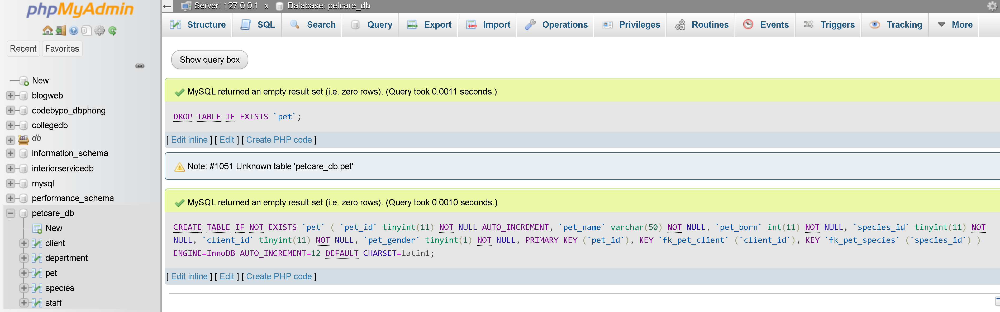 phpMyAdmin
Recent Favorites
New
blogweb
codebypo_dbphong
collegedb
db
information_schema
interiorservicedb
mysql
performance_schema
petcare_db
New
client
department
pet
species
staff
Server: 127.0.0.1 » Database: petcare_db
Structure SQL Search Query Export Import Operations Privileges Routines Events Triggers Tracking More
Show query box
MySQL returned an empty result set (i.e. zero rows). (Query took 0.0011 seconds.)
DROP TABLE IF EXISTS `pet`;
[ Edit inline ] [ Edit ] [ Create PHP code ]
Note: #1051 Unknown table 'petcare_db.pet'
MySQL returned an empty result set (i.e. zero rows). (Query took 0.0010 seconds.)
CREATE TABLE IF NOT EXISTS `pet` ( `pet_id` tinyint(11) NOT NULL AUTO_INCREMENT, `pet_name` varchar(50) NOT NULL, `pet_born` int(11) NOT NULL, `species_id` tinyint(11) NOT
NULL, `client_id` tinyint(11) NOT NULL, `pet_gender` tinyint(1) NOT NULL, PRIMARY KEY (`pet_id`), KEY `fk_pet_client` (`client_id`), KEY `fk_pet_species` (`species_id`) )
ENGINE=InnoDB AUTO_INCREMENT=12 DEFAULT CHARSET=latin1;
[ Edit inline ] [ Edit ] [ Create PHP code ]